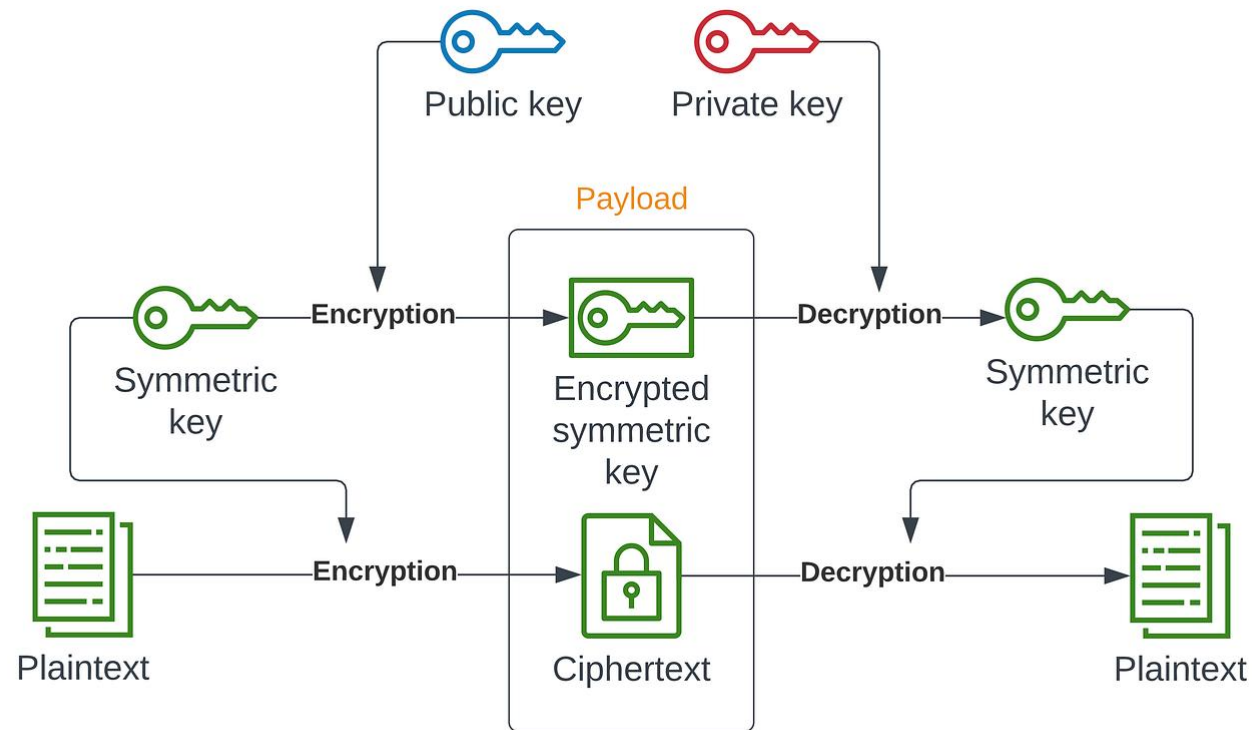 Public key
Private key
Payload
Encryption
Decryption
Symmetric
key
Encrypted
symmetric
key
Symmetric
key
Encryption
Decryption
Plaintext
Ciphertext
Plaintext